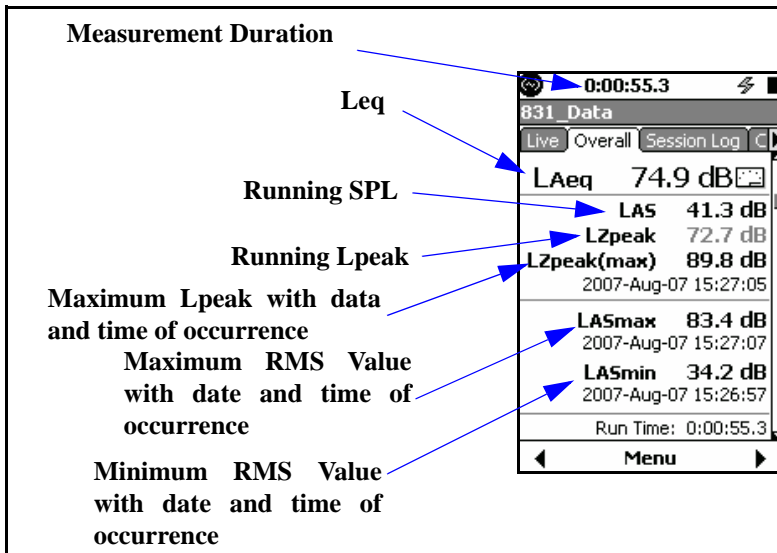 Measurement Duration
Leq
Running SPL
Running Lpeak
Maximum Lpeak with data
and time of occurrence
Maximum RMS Value
with date and time of
occurrence
Minimum RMS Value
with date and time of
occurrence
0:00:55.3
831_Data
Live Overall Session Log C
LAeq 74.9 dB
LAS 41.3 dB
LZpeak 72.7 dB
LZpeak(max) 89.8 dB
2007-Aug-07 15:27:05
LASmax 83.4 dB
2007-Aug-07 15:27:07
LASmin 34.2 dB
2007-Aug-07 15:26:57
Run Time: 0:00:55.3
Menu